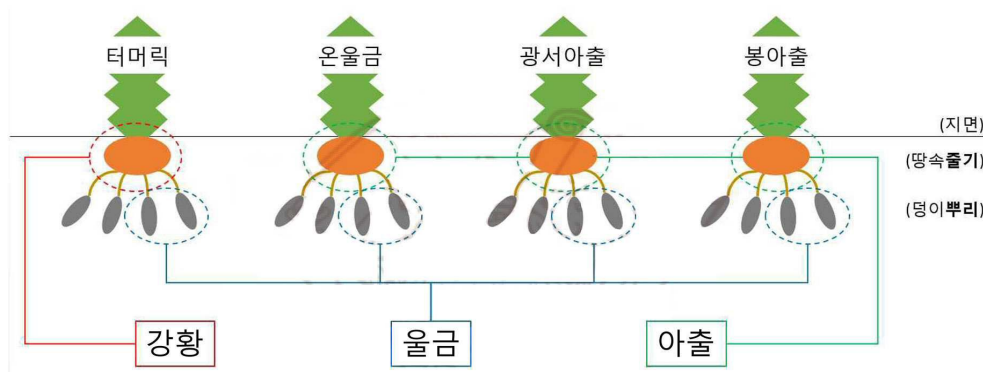 터머릭
온울금
광서아출
봉아출
(지면)
(땅속줄기)
(덩이뿌리)
강황
울금
아출